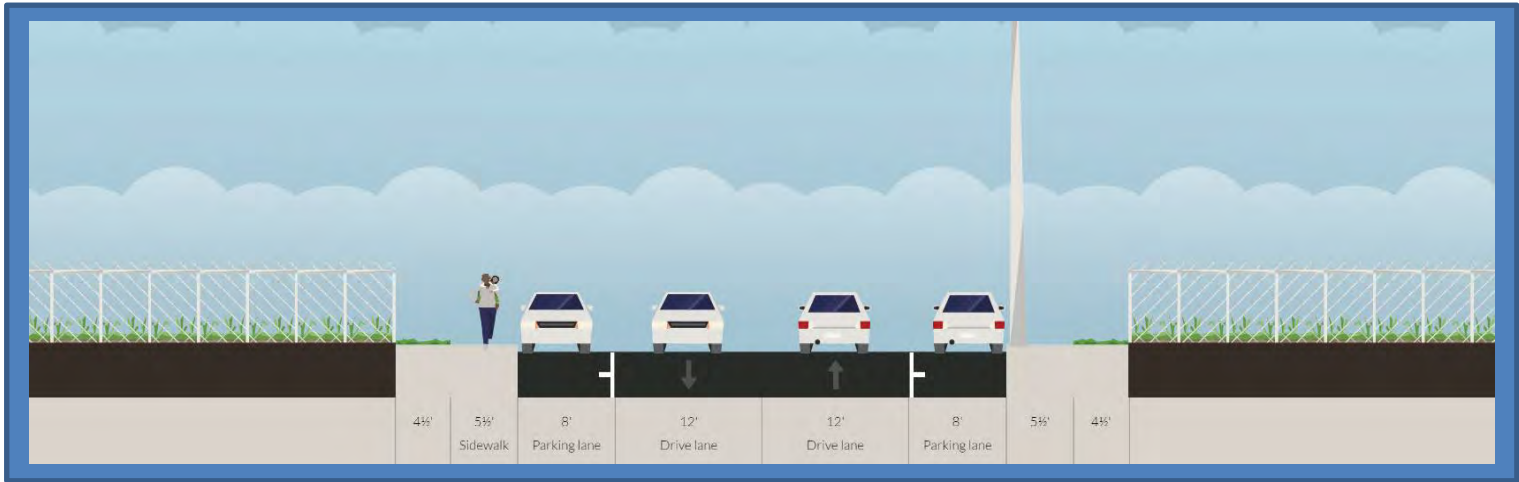 4½' 5½' 8' 12' 12' 8' 5½' 4½'
Sidewalk Parking lane Drive lane Drive lane Parking lane